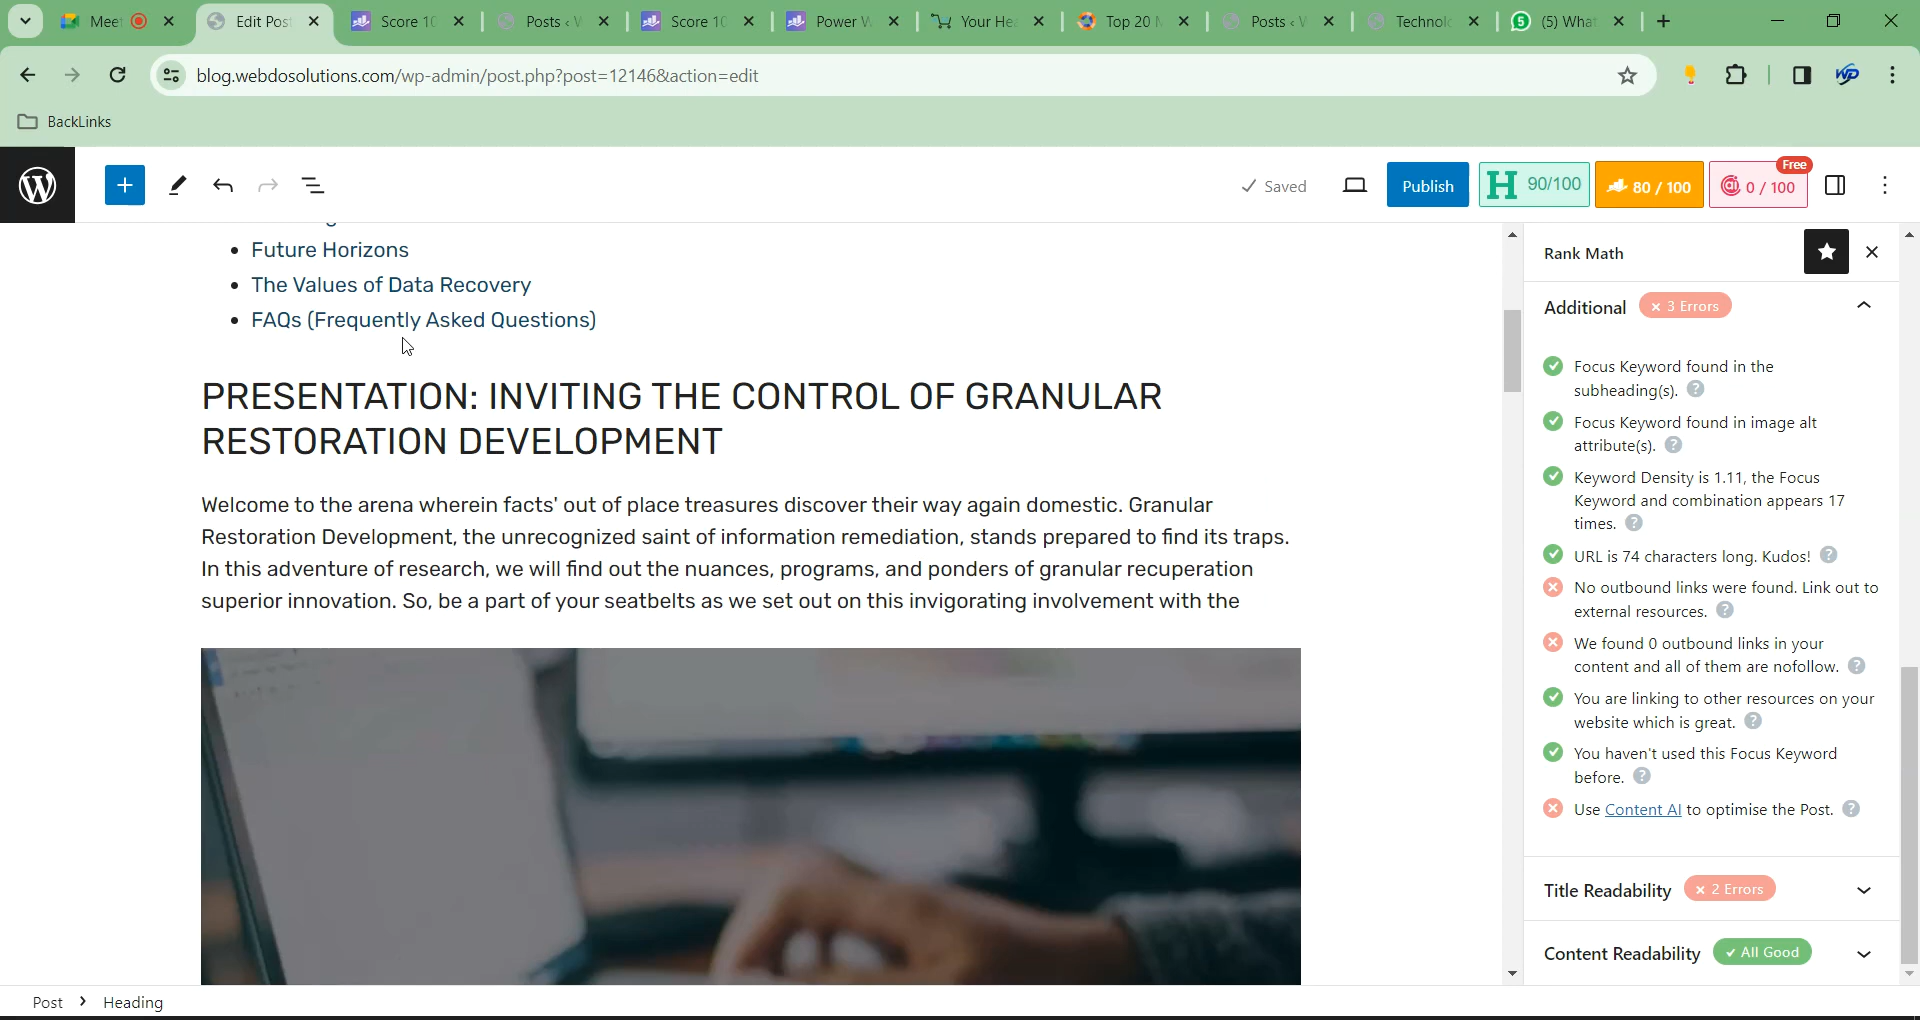 Meet
Edit Post
Score 10
Posts ‹
Score 10
Power W
Your He
Top 20
Posts ‹
Technol
(5) What
blog.webdosolutions.com/wp-admin/post.php?post=12146&action=edit
BackLinks
Saved
Publish
90/100
80 / 100
Free
0 / 100
Future Horizons
The Values of Data Recovery
FAQs (Frequently Asked Questions)
PRESENTATION: INVITING THE CONTROL OF GRANULAR
RESTORATION DEVELOPMENT
Welcome to the arena wherein facts' out of place treasures discover their way again domestic. Granular
Restoration Development, the unrecognized saint of information remediation, stands prepared to find its traps.
In this adventure of research, we will find out the nuances, programs, and ponders of granular recuperation
superior innovation. So, be a part of your seatbelts as we set out on this invigorating involvement with the
Rank Math
Additional × 3 Errors
Focus Keyword found in the
subheading(s).
Focus Keyword found in image alt
attribute(s).
Keyword Density is 1.11, the Focus
Keyword and combination appears 17
times.
URL is 74 characters long. Kudos!
No outbound links were found. Link out to
external resources.
We found 0 outbound links in your
content and all of them are nofollow.
You are linking to other resources on your
website which is great.
You haven't used this Focus Keyword
before.
Use Content AI to optimise the Post.
Title Readability × 2 Errors
Content Readability ✓ All Good
Post › Heading